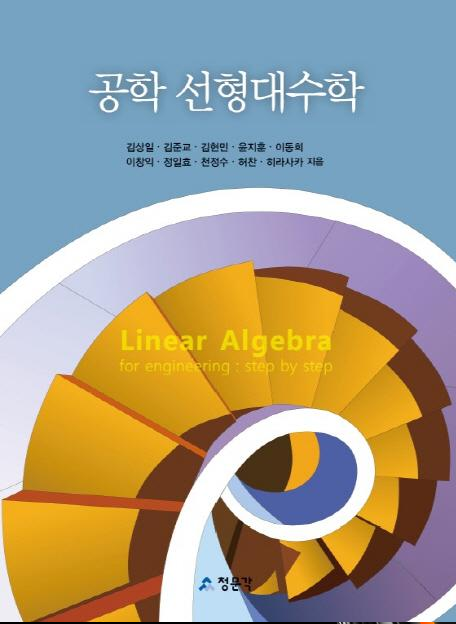 공학 선형대수학
김상일 · 김준교 · 김현민 · 윤지훈 · 이동희
이창익 · 정일효 · 천정수 · 허찬 · 히라사카 지음
Linear Algebra
for engineering : step by step
청문각